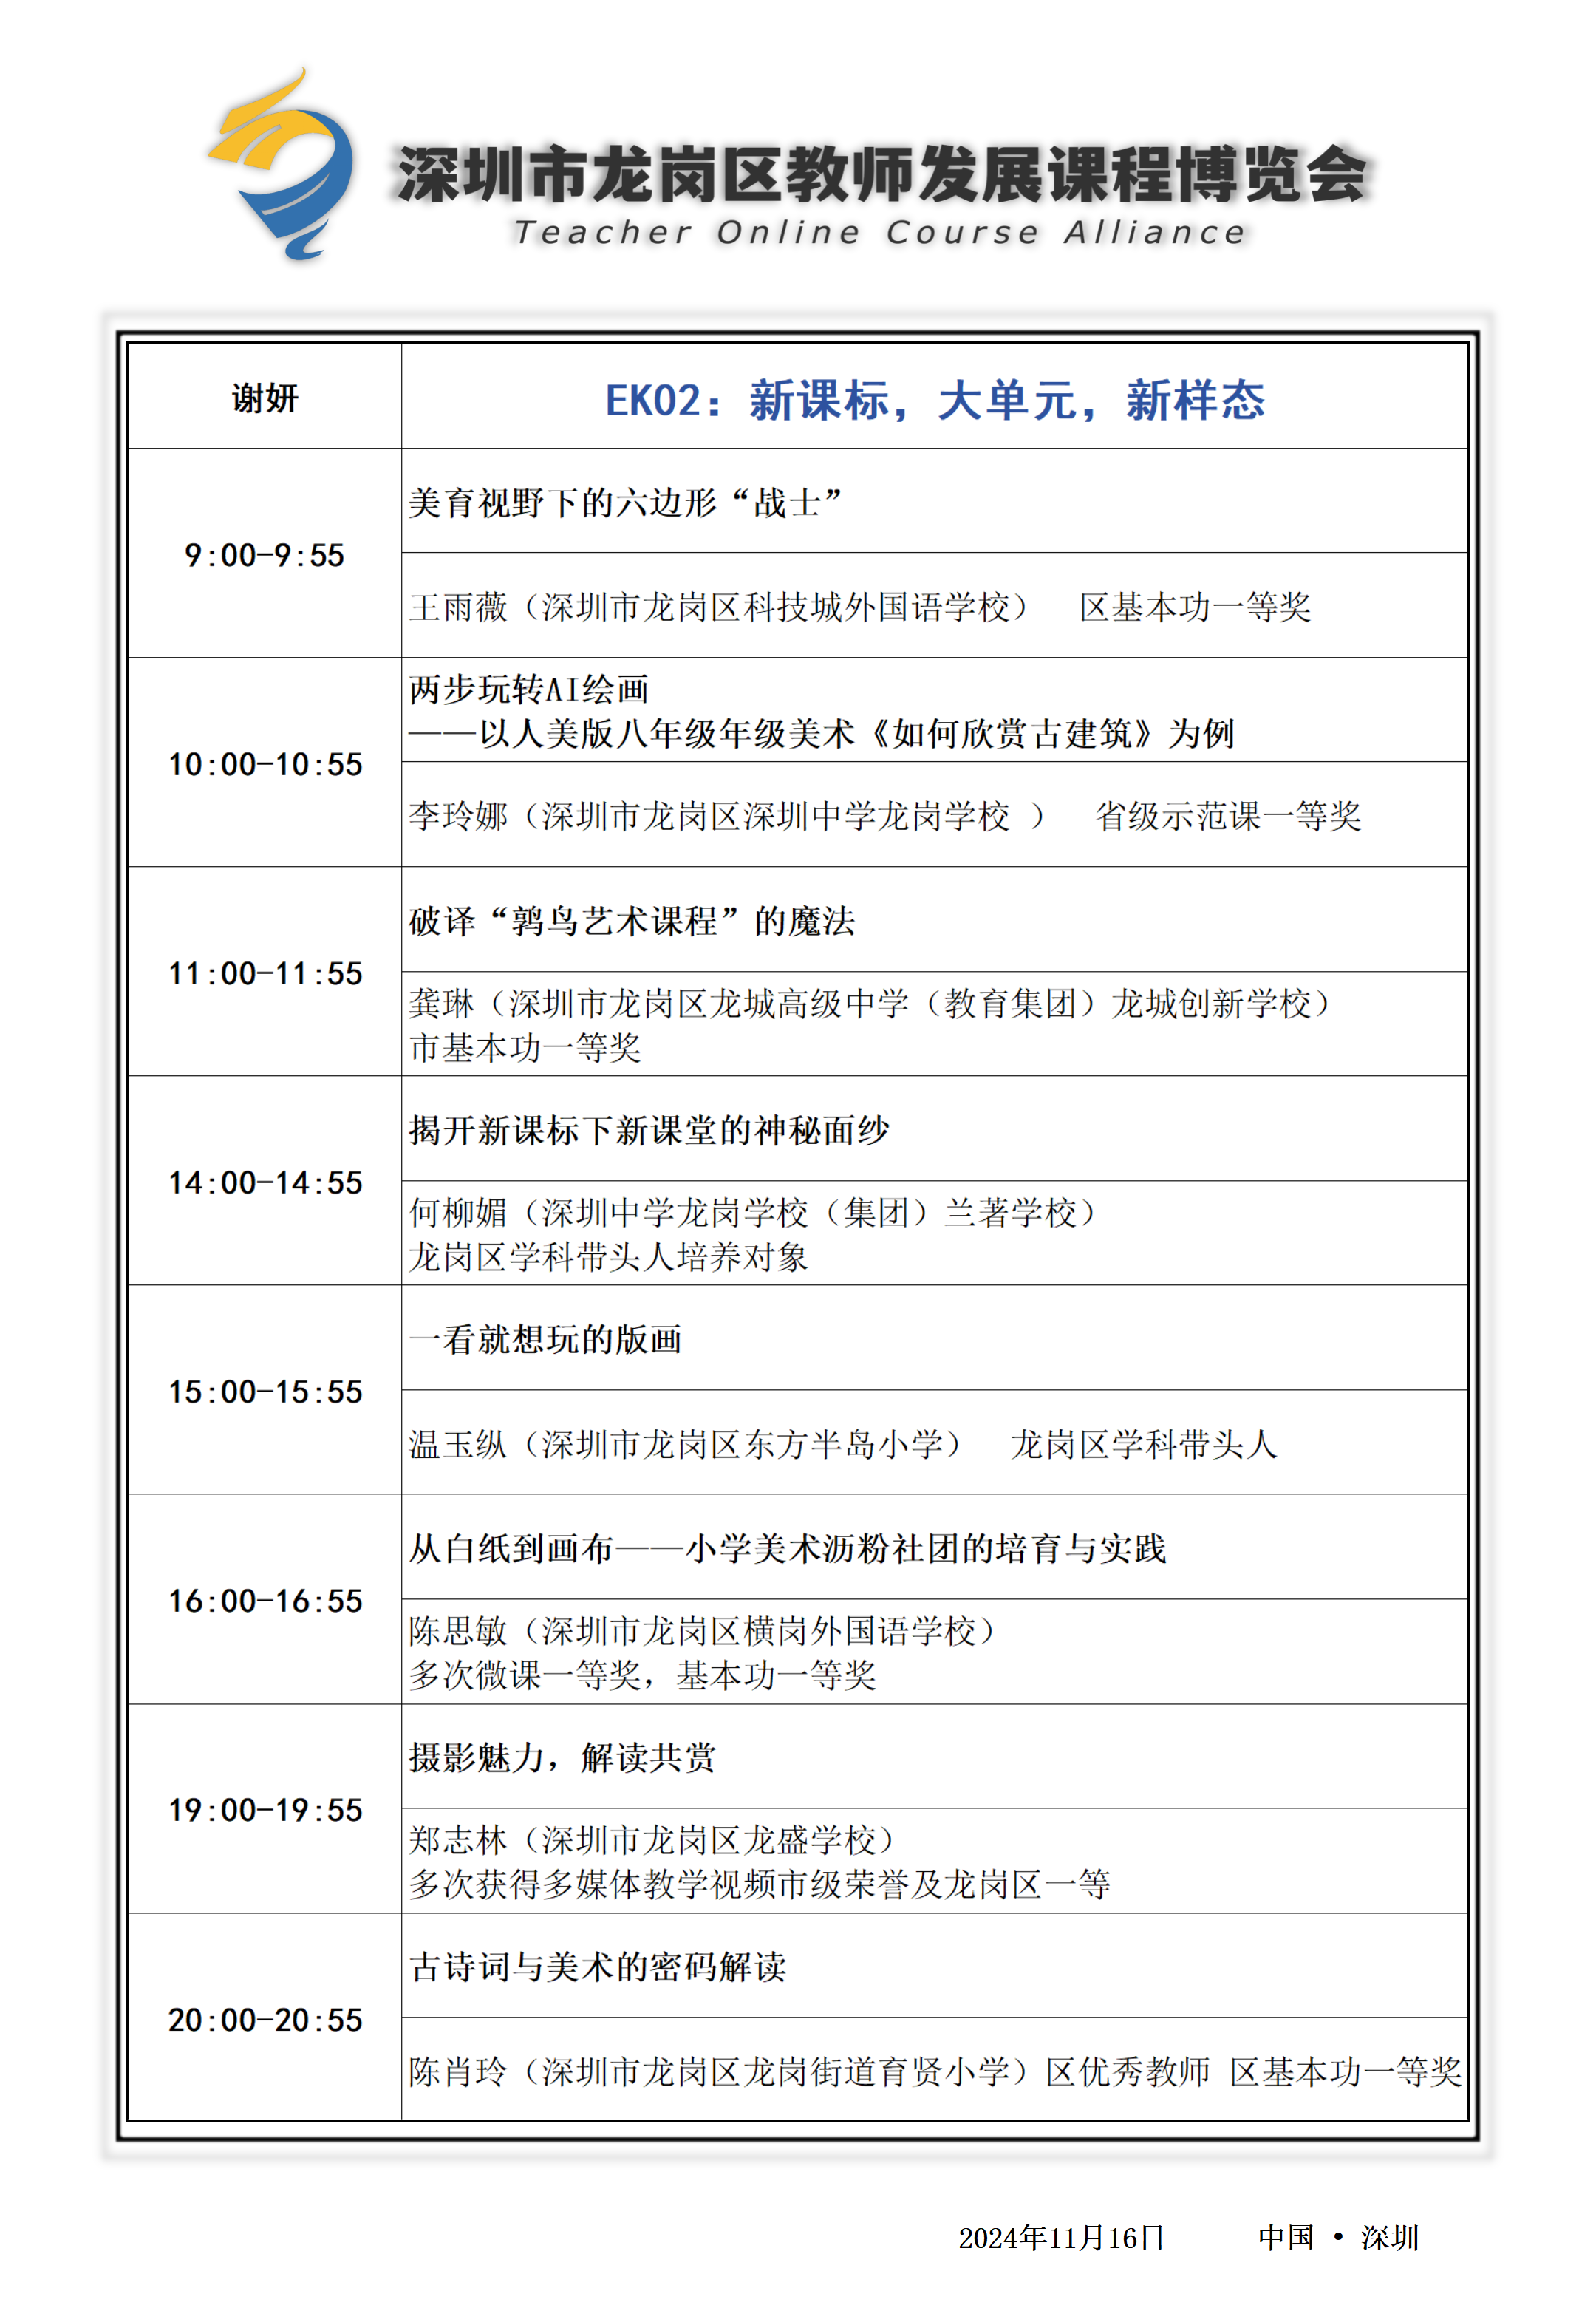 深圳市龙岗区教师发展课程博览会
Teacher Online Course Alliance
谢妍
EK02：新课标，大单元，新样态
9:00-9:55
美育视野下的六边形“战士”
王雨薇（深圳市龙岗区科技城外国语学校） 区基本功一等奖
10:00-10:55
两步玩转AI绘画
——以人美版八年级年级美术《如何欣赏古建筑》为例
李玲娜（深圳市龙岗区深圳中学龙岗学校 ） 省级示范课一等奖
11:00-11:55
破译“鹑鸟艺术课程”的魔法
龚琳（深圳市龙岗区龙城高级中学（教育集团）龙城创新学校）
市基本功一等奖
14:00-14:55
揭开新课标下新课堂的神秘面纱
何柳媚（深圳中学龙岗学校（集团）兰著学校）
龙岗区学科带头人培养对象
15:00-15:55
一看就想玩的版画
温玉纵（深圳市龙岗区东方半岛小学） 龙岗区学科带头人
16:00-16:55
从白纸到画布——小学美术沥粉社团的培育与实践
陈思敏（深圳市龙岗区横岗外国语学校）
多次微课一等奖，基本功一等奖
19:00-19:55
摄影魅力，解读共赏
郑志林（深圳市龙岗区龙盛学校）
多次获得多媒体教学视频市级荣誉及龙岗区一等
20:00-20:55
古诗词与美术的密码解读
陈肖玲（深圳市龙岗区龙岗街道育贤小学）区优秀教师 区基本功一等奖
2024年11月16日 中国 • 深圳